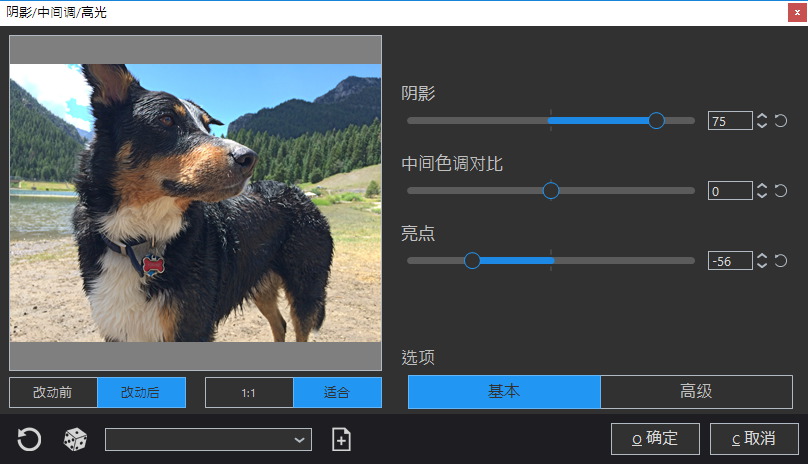 阴影/中间调/高光
阴影
75
中间色调对比
0
亮点
-56
选项
改动前 改动后 1:1 适合 基本 高级
O 确定 C 取消